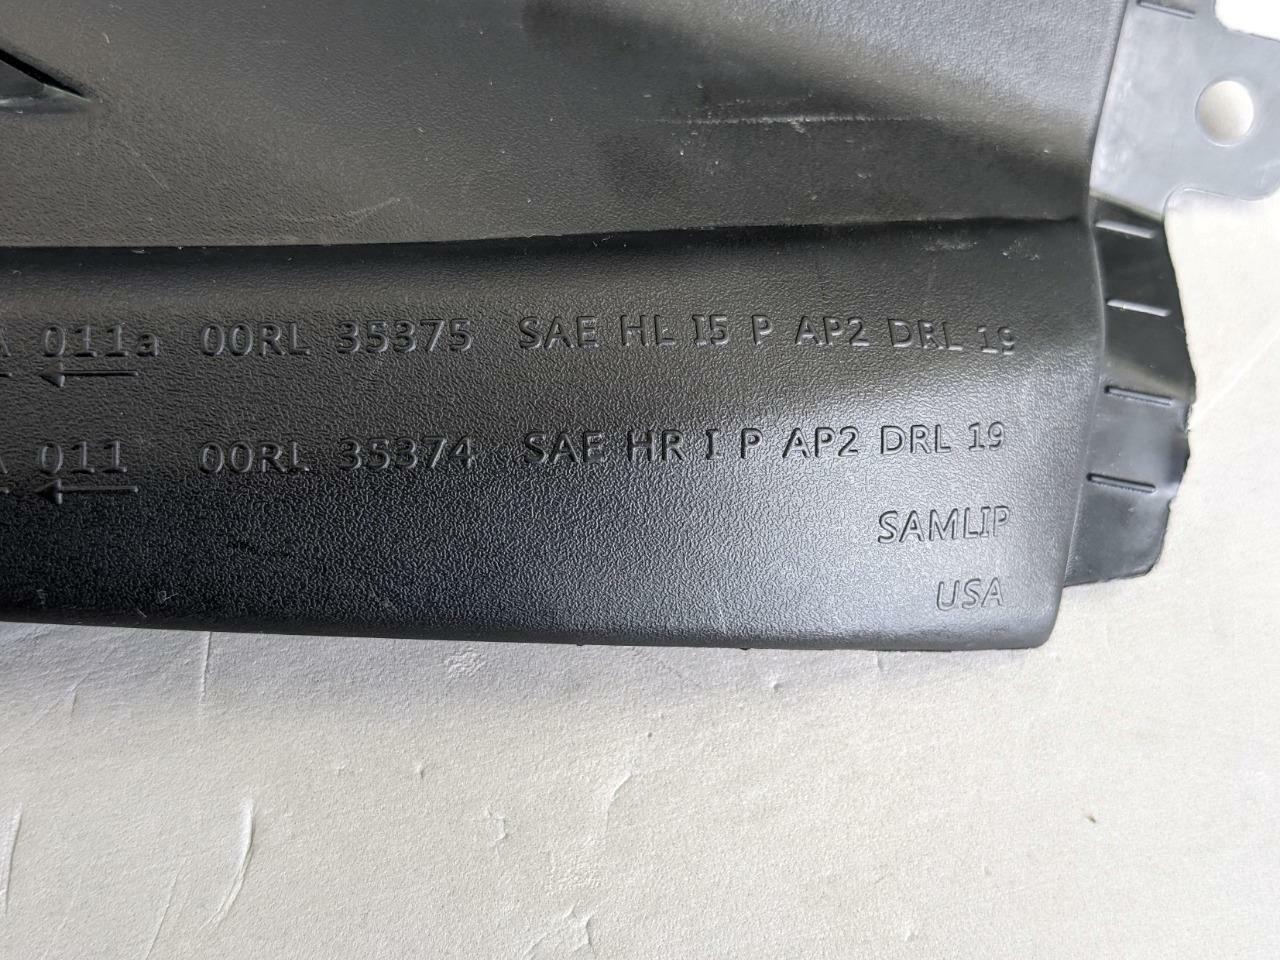 A 011a 00RL 35375 SAE HL I5 P AP2 DRL 19
A 011 00RL 35374 SAE HR I P AP2 DRL 19
SAMLIP
USA